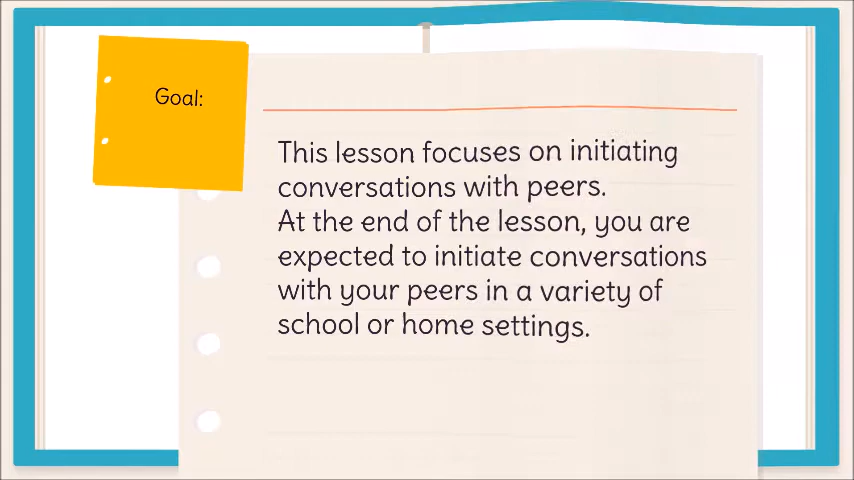 Goal:
This lesson focuses on initiating
conversations with peers.
At the end of the lesson, you are
expected to initiate conversations
with your peers in a variety of
school or home settings.